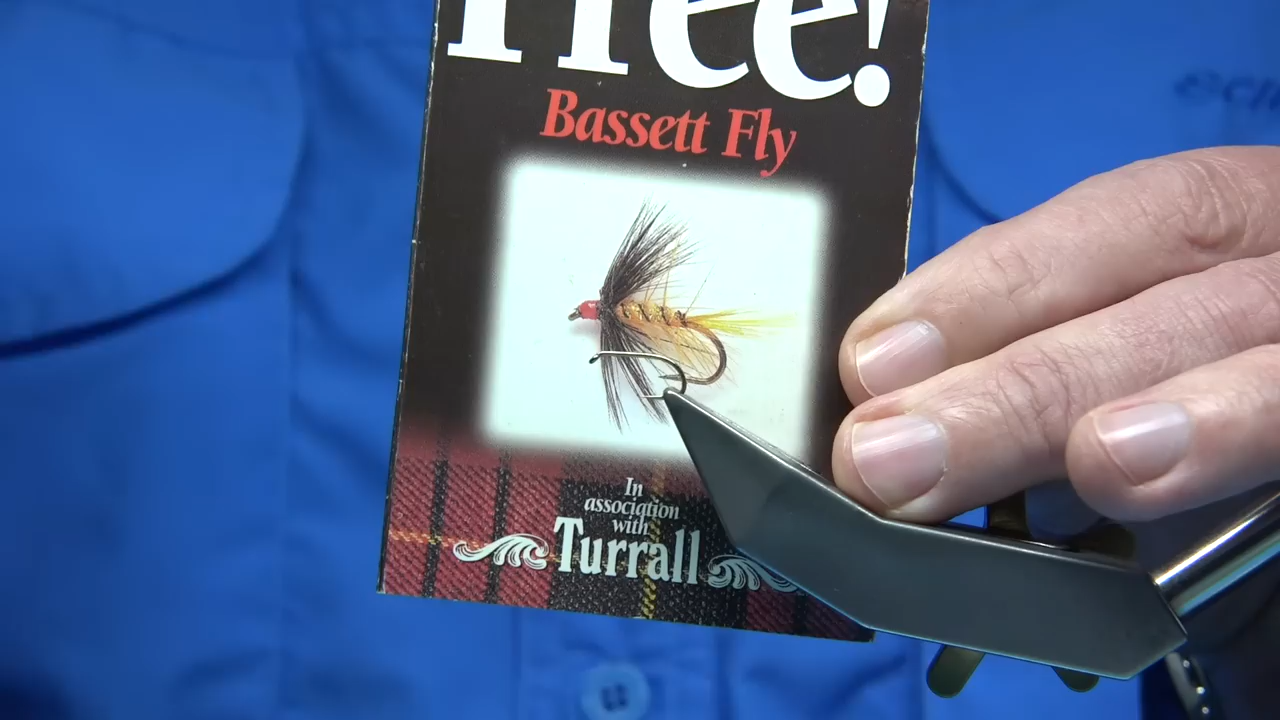 Free!
Bassett Fly
In
association
with
Turrall